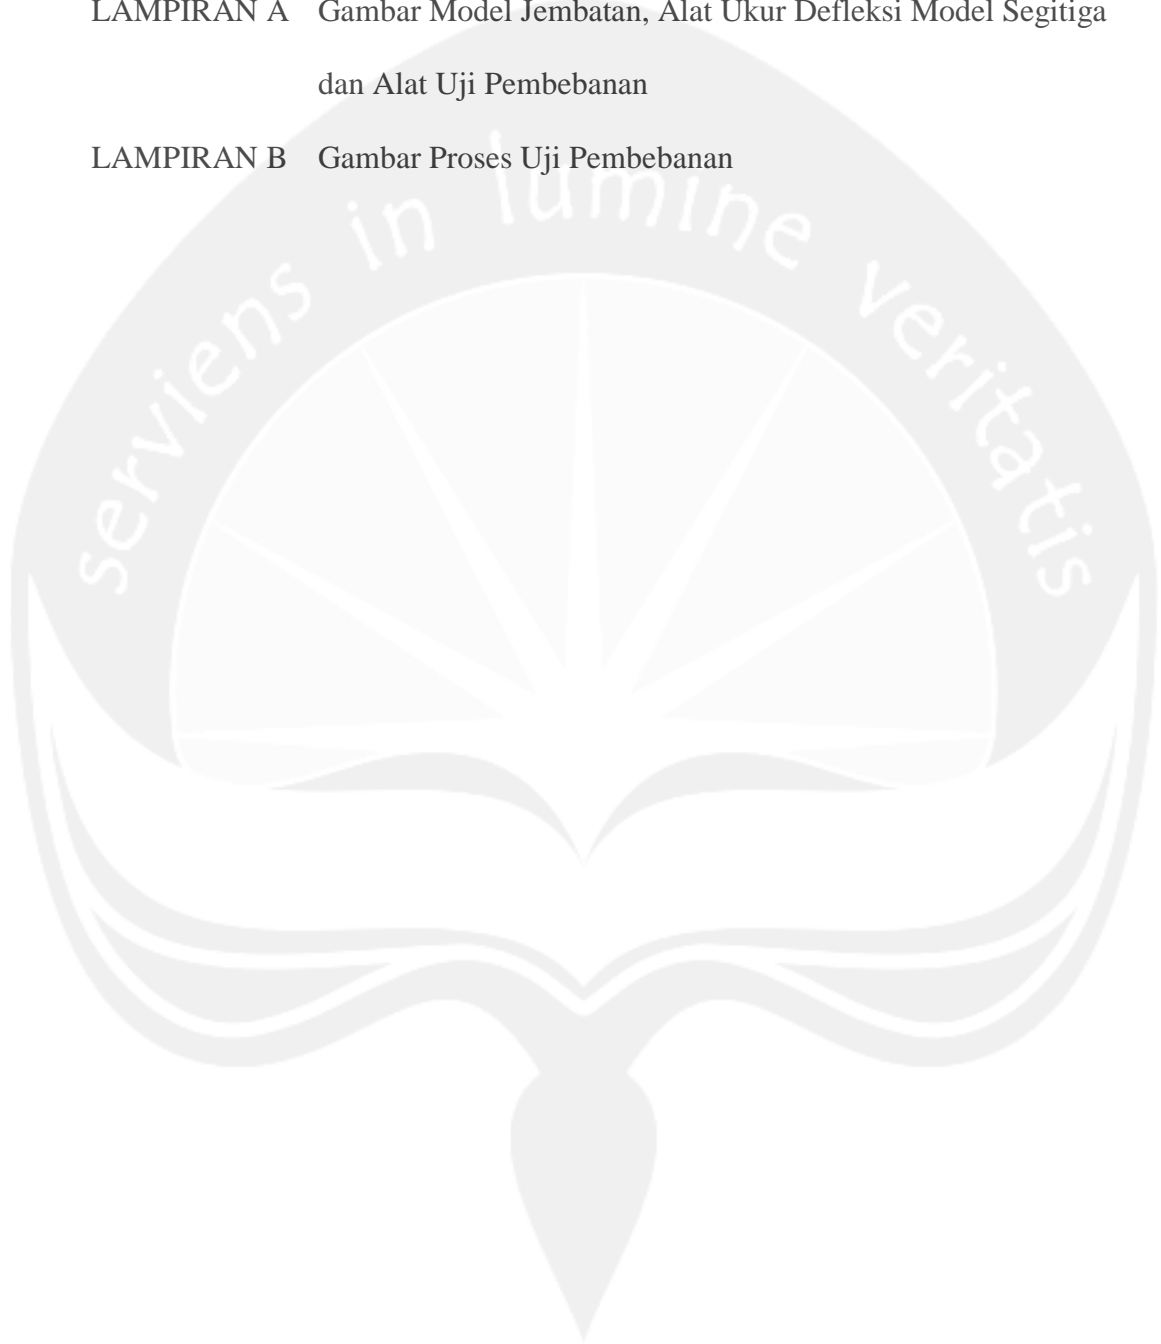 LAMPIRAN A Gambar Model Jembatan, Alat Ukur Defleksi Model Segitiga
dan Alat Uji Pembebanan
LAMPIRAN B Gambar Proses Uji Pembebanan
serviens in lumine veritatis